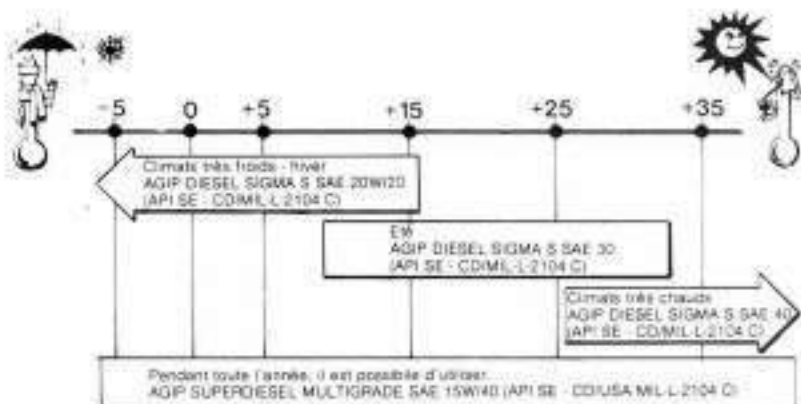 -5 0 +5 +15 +25 +35
Climats très froids - hiver
AGIP DIESEL SIGMA S SAE 20W/20
(API SE - CD/MIL-L-2104 C)
Eté
AGIP DIESEL SIGMA S SAE 30
(API SE - CD/MIL-L-2104 C)
Climats très chauds
AGIP DIESEL SIGMA S SAE 40
(API SE - CD/MIL-L-2104 C)
Pendant toute l'année, il est possibile d'utiliser
AGIP SUPERDIESEL MULTIGRADE SAE 15W/40 (API SE - CD/USA MIL-L-2104 C)